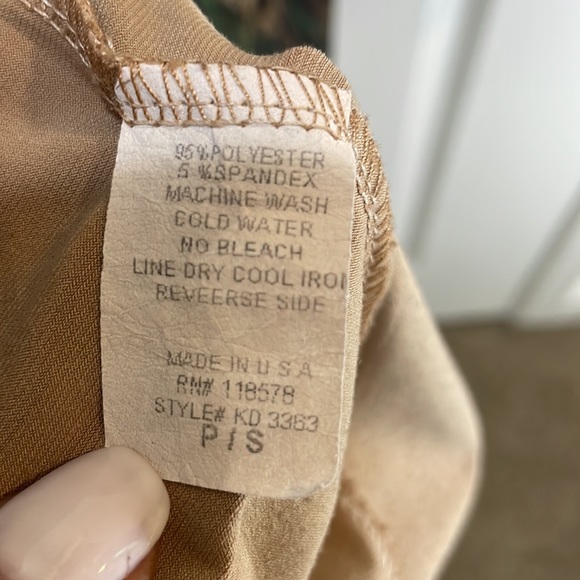 95%POLYESTER
5 %SPANDEX
MACHINE WASH
COLD WATER
NO BLEACH
LINE DRY COOL IRON
REVEERSE SIDE
MADE IN U S A
RN# 118578
STYLE# KD 3363
P / S